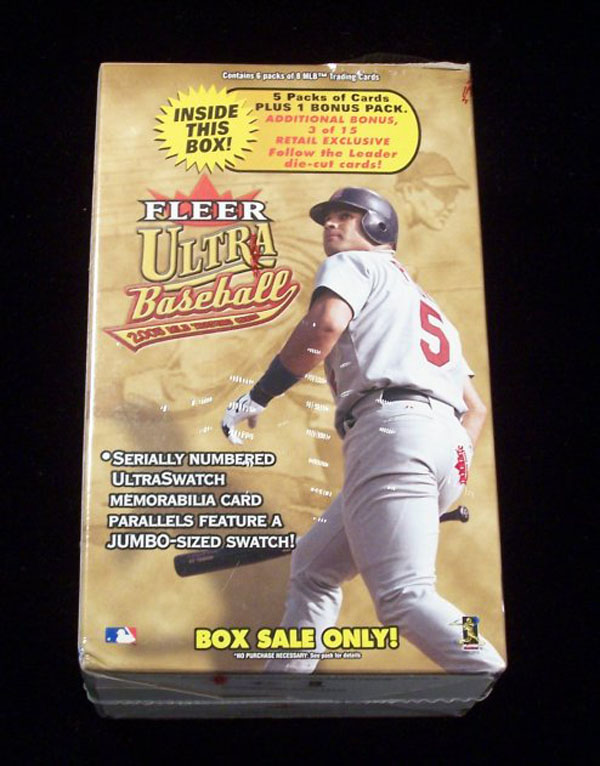 Contains 6 packs of 8 MLB™ Trading Cards
INSIDE
THIS
BOX!
5 Packs of Cards
PLUS 1 BONUS PACK.
ADDITIONAL BONUS,
3 of 15
RETAIL EXCLUSIVE
Follow the Leader
die-cut cards!
FLEER
ULTRA
Baseball
5
•SERIALLY NUMBERED
ULTRASWATCH
MEMORABILIA CARD
PARALLELS FEATURE A
JUMBO-SIZED SWATCH!
BOX SALE ONLY!
*NO PURCHASE NECESSARY. See pack for details